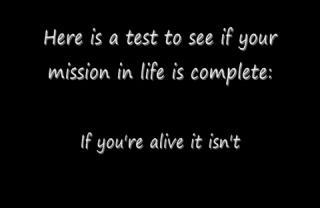 Here is a test to see if your
mission in life is complete:
If you're alive it isn't